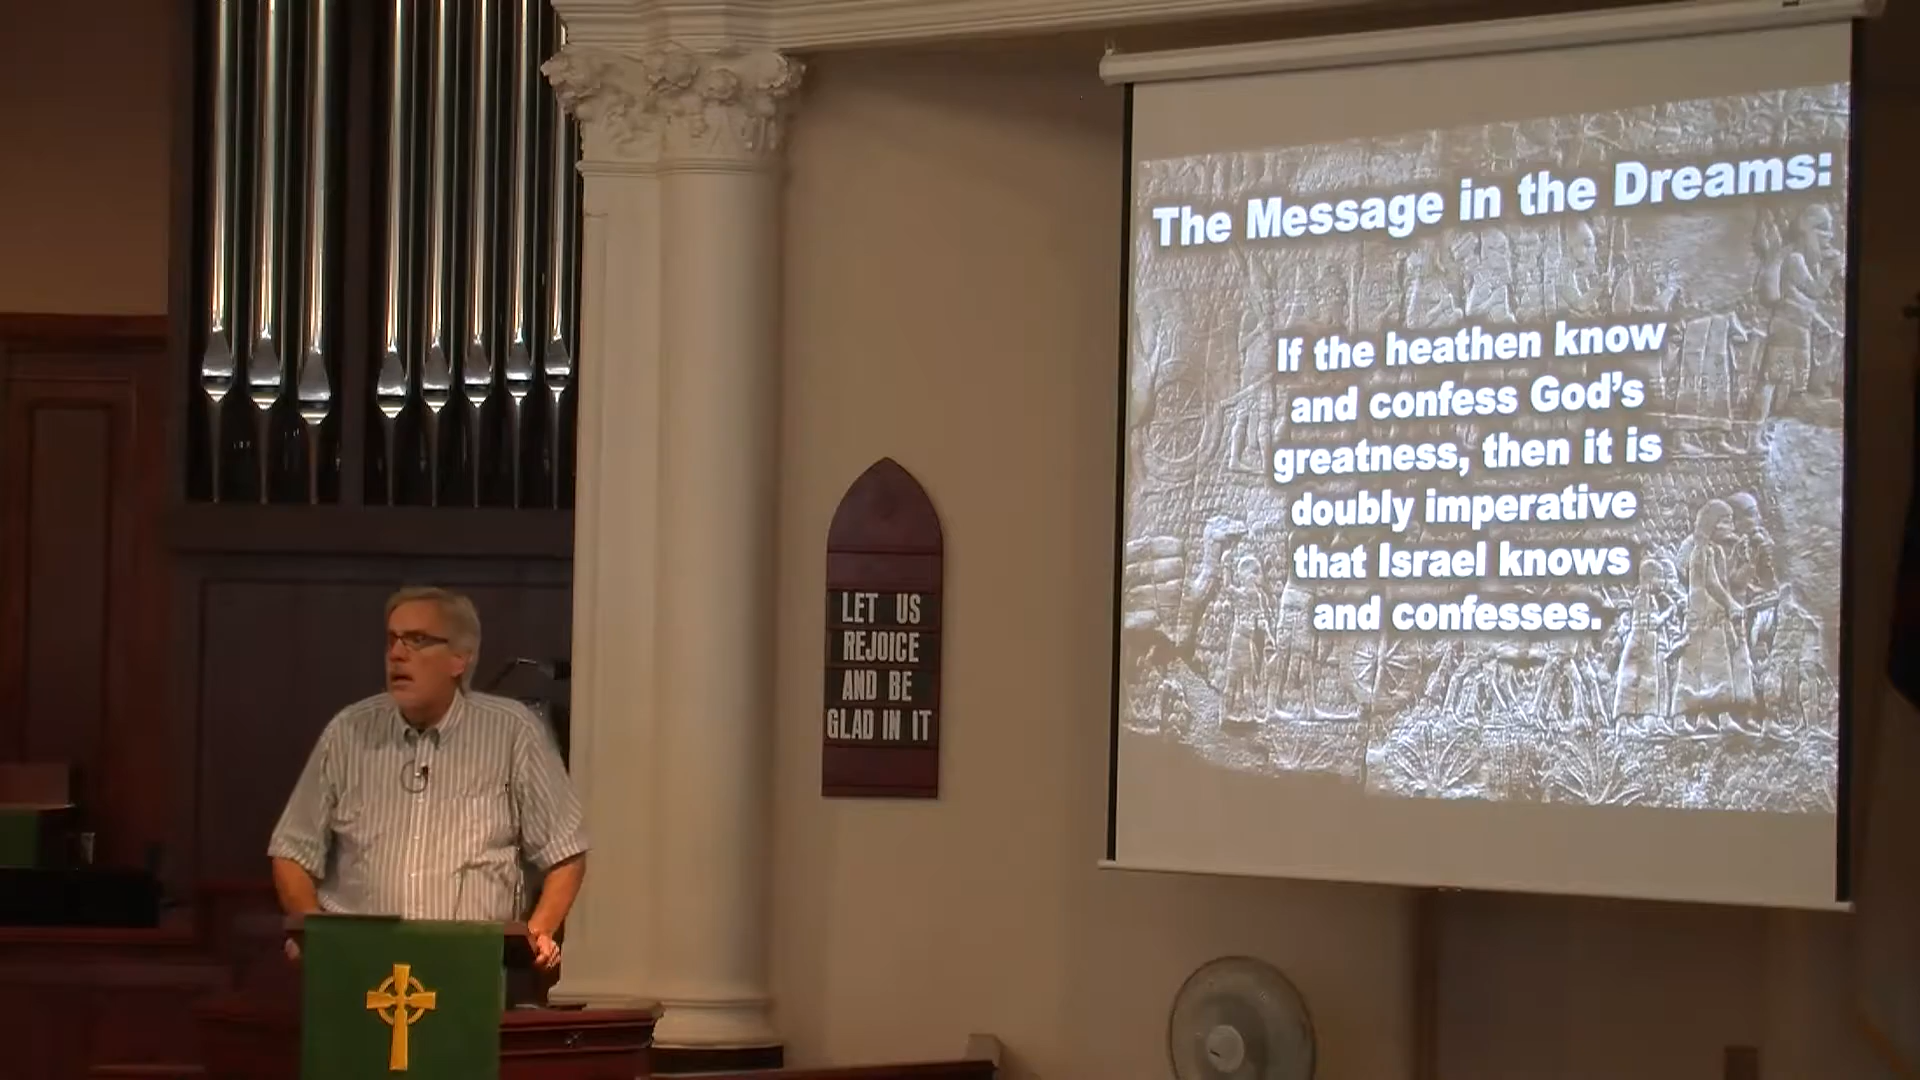 LET US
REJOICE
AND BE
GLAD IN IT
The Message in the Dreams:
If the heathen know
and confess God's
greatness, then it is
doubly imperative
that Israel knows
and confesses.